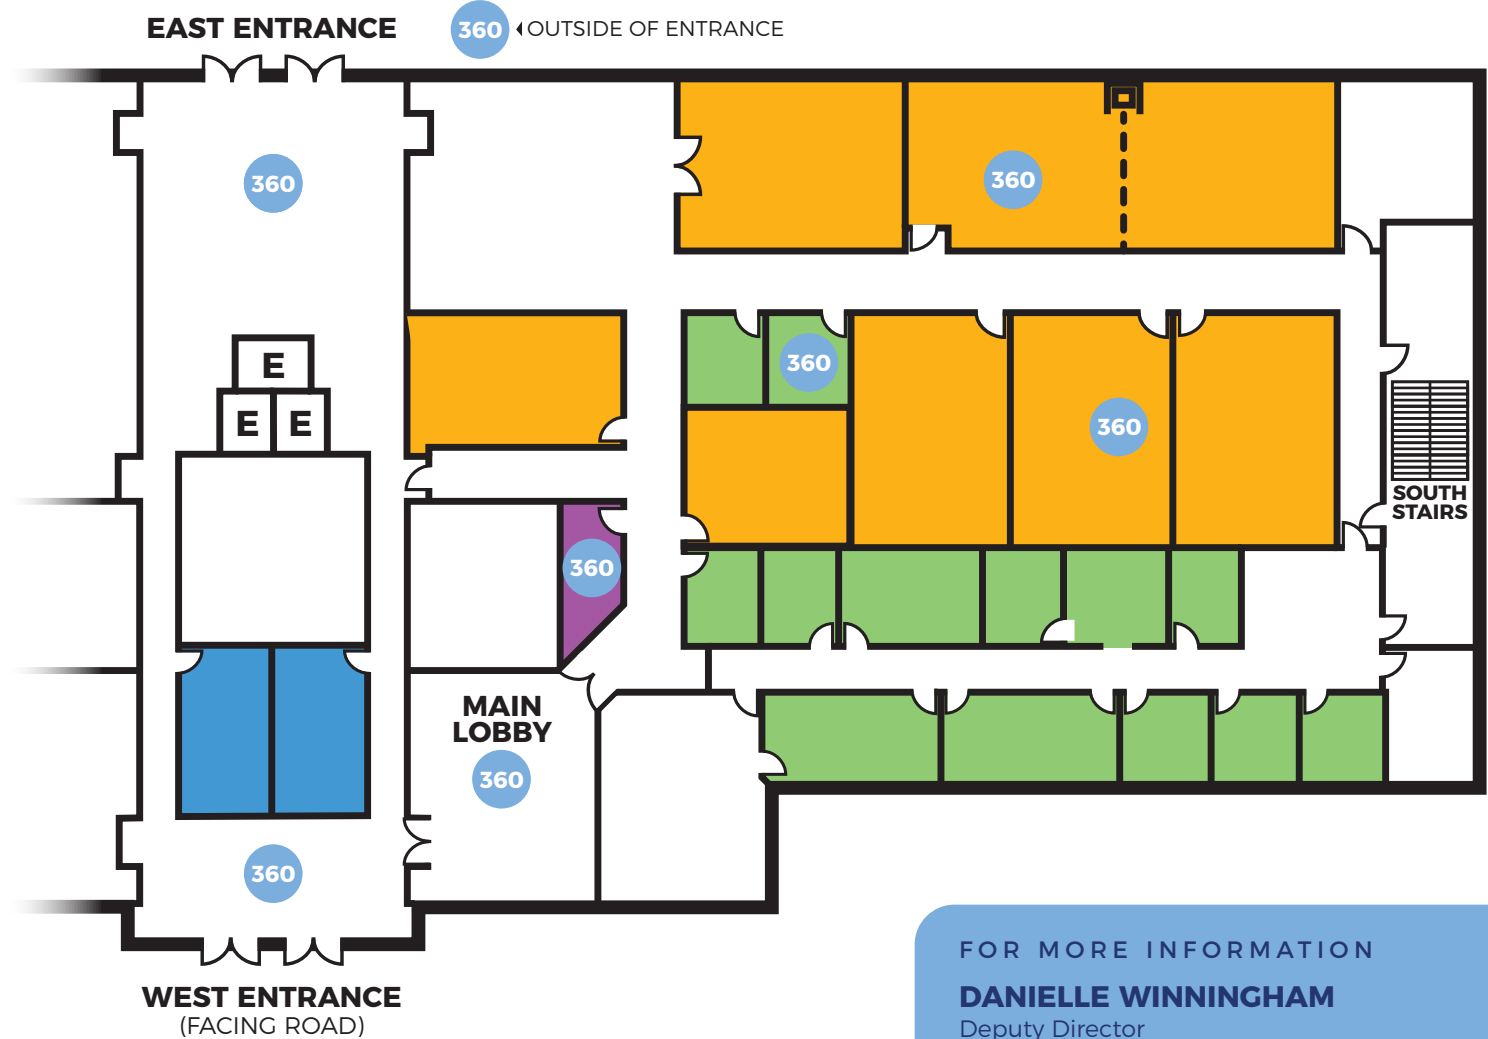 EAST ENTRANCE
360 OUTSIDE OF ENTRANCE
360
360
E
E E
360
360
SOUTH
STAIRS
360
MAIN
LOBBY
360
360
WEST ENTRANCE
(FACING ROAD)
FOR MORE INFORMATION
DANIELLE WINNINGHAM
Deputy Director